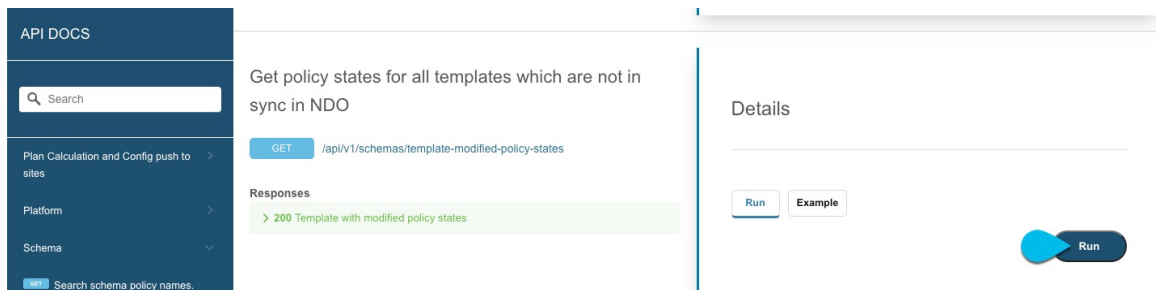 API DOCS
Search
Plan Calculation and Config push to
sites
Platform
Schema
GET Search schema policy names.
Get policy states for all templates which are not in
sync in NDO
GET /api/v1/schemas/template-modified-policy-states
Responses
> 200 Template with modified policy states
Details
Run Example
Run